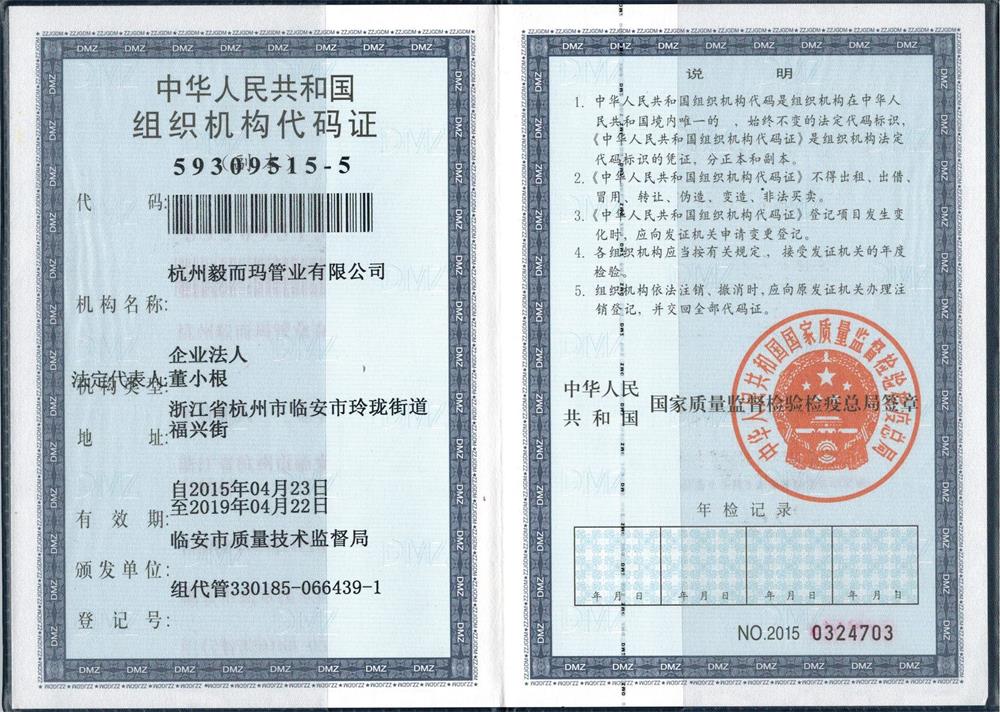 中华人民共和国
组织机构代码证
(副本)
59309515-5
代 码:
杭州毅而玛管业有限公司
机构名称:
企业法人
机构类型:
法定代表人 董小根
浙江省杭州市临安市玲珑街道
福兴街
地 址:
自2015年04月23日
至2019年04月22日
有 效 期:
临安市质量技术监督局
颁发单位:
组代管330185-066439-1
登 记 号:
说 明
1. 中华人民共和国组织机构代码是组织机构在中华人
民共和国境内唯一的、始终不变的法定代码标识，
《中华人民共和国组织机构代码证》是组织机构法定
代码标识的凭证，分正本和副本。
2.《中华人民共和国组织机构代码证》不得出租、出借、
冒用、转让、伪造、变造、非法买卖。
3.《中华人民共和国组织机构代码证》登记项目发生变
化时，应向发证机关申请变更登记。
4. 各组织机构应当按有关规定，接受发证机关的年度
检验。
5. 组织机构依法注销、撤消时，应向原发证机关办理注
销登记，并交回全部代码证。
中华人民
共 和 国
国家质量监督检验检疫总局签章
中华人民共和国国家质量监督检验检疫总局
年检记录
年 月 日 年 月 日 年 月 日 年 月 日
NO.2015 0324703